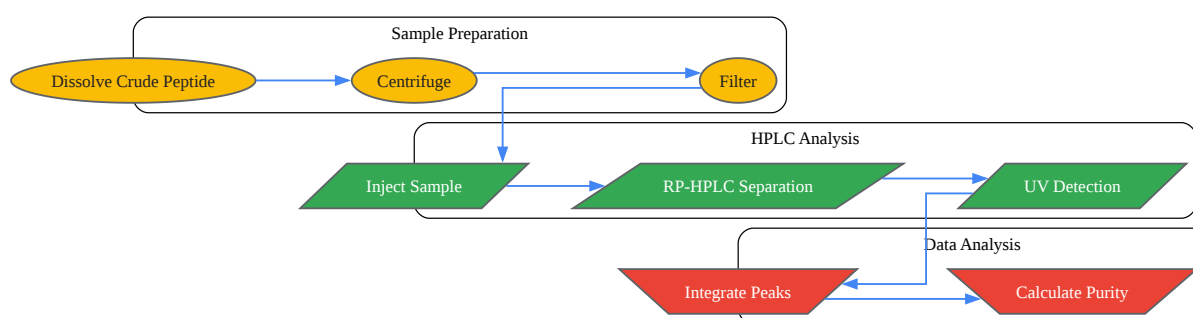 Sample Preparation
Dissolve Crude Peptide
Centrifuge
Filter
HPLC Analysis
Inject Sample
RP-HPLC Separation
UV Detection
Data Analysis
Integrate Peaks
Calculate Purity